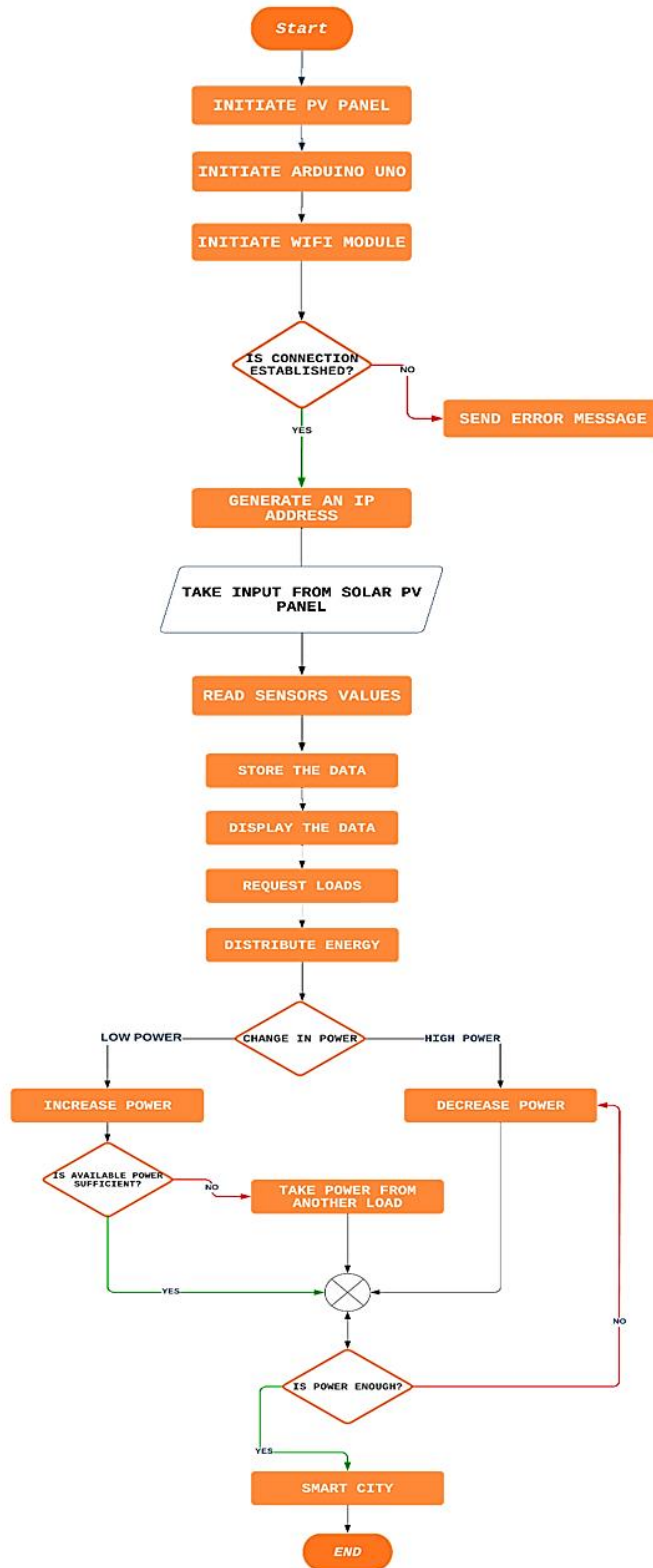 Start
INITIATE PV PANEL
INITIATE ARDUINO UNO
INITIATE WIFI MODULE
IS CONNECTION
ESTABLISHED?
NO
SEND ERROR MESSAGE
YES
GENERATE AN IP
ADDRESS
TAKE INPUT FROM SOLAR PV
PANEL
READ SENSORS VALUES
STORE THE DATA
DISPLAY THE DATA
REQUEST LOADS
DISTRIBUTE ENERGY
LOW POWER
CHANGE IN POWER
HIGH POWER
INCREASE POWER
DECREASE POWER
IS AVAILABLE POWER
SUFFICIENT?
NO
TAKE POWER FROM
ANOTHER LOAD
YES
NO
IS POWER ENOUGH?
YES
SMART CITY
END